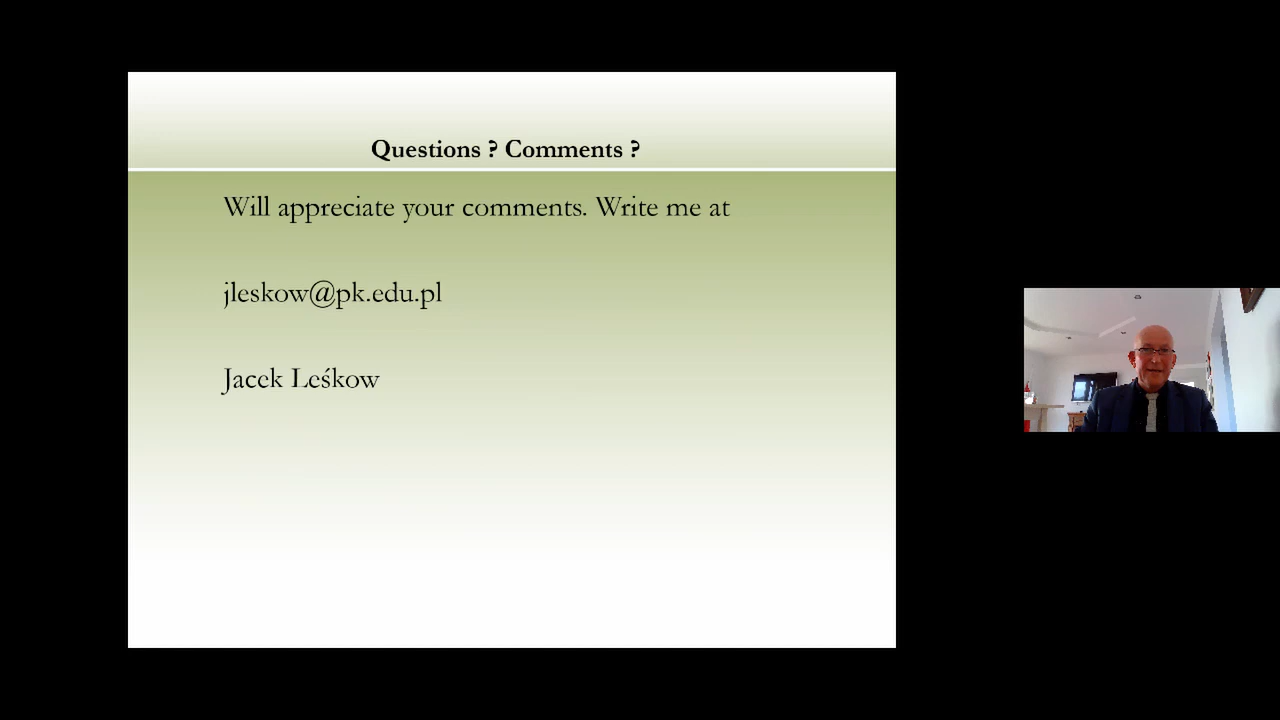 Questions ? Comments ?
Will appreciate your comments. Write me at
jleskow@pk.edu.pl
Jacek Leśkow